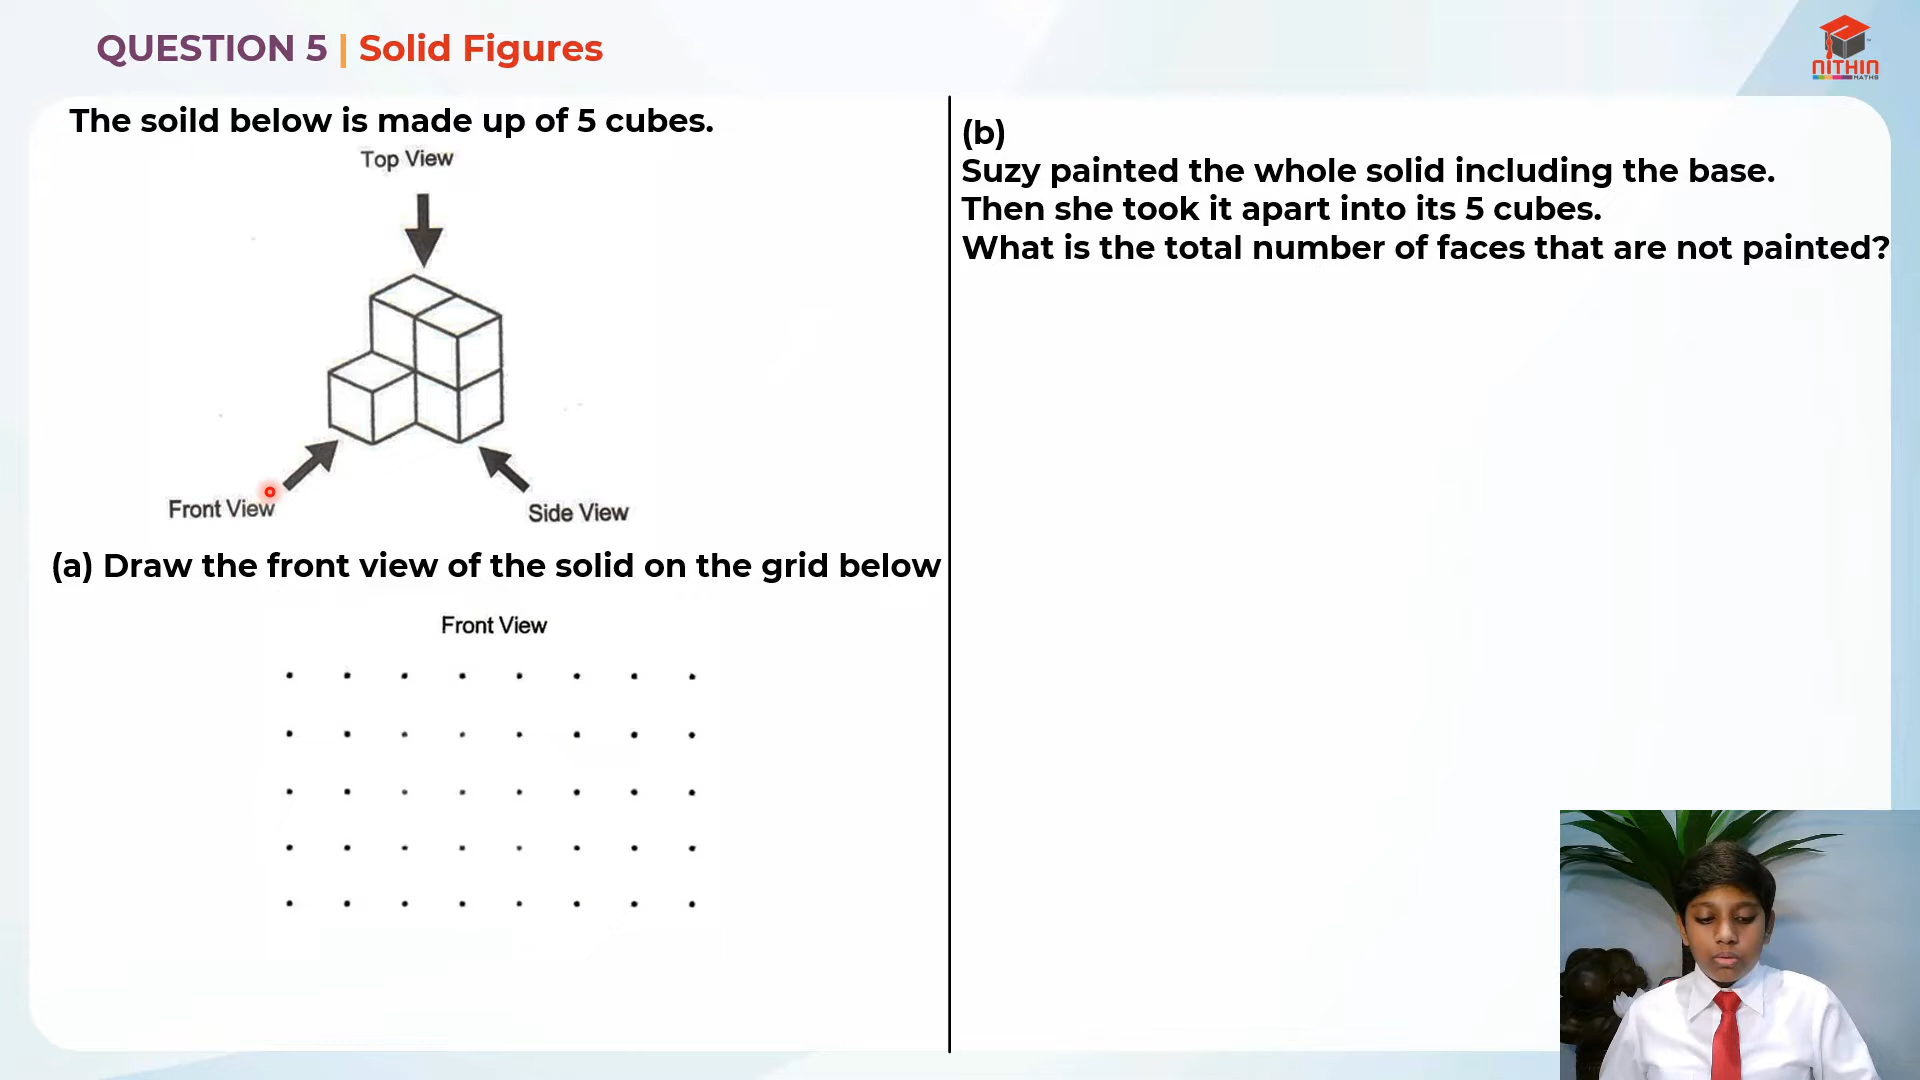 QUESTION 5 | Solid Figures
NITHIN
MATHS
The soild below is made up of 5 cubes.
Top View
Front View
Side View
(a) Draw the front view of the solid on the grid below
Front View
(b)
Suzy painted the whole solid including the base.
Then she took it apart into its 5 cubes.
What is the total number of faces that are not painted?